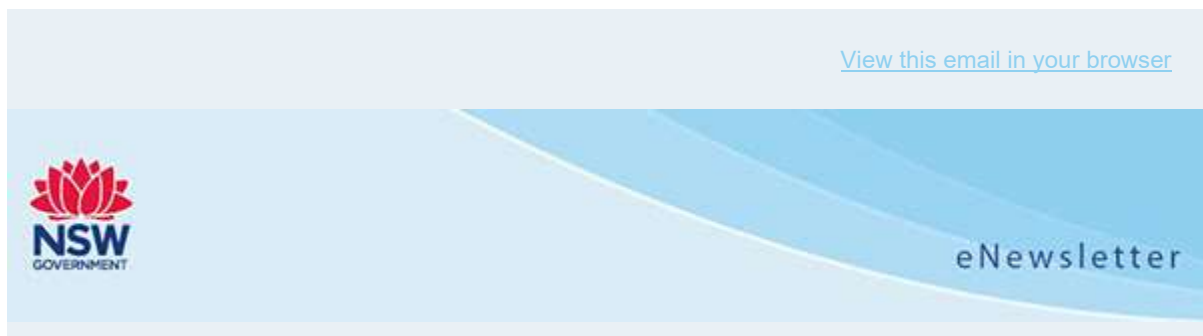 View this email in your browser
NSW
GOVERNMENT
eNewsletter